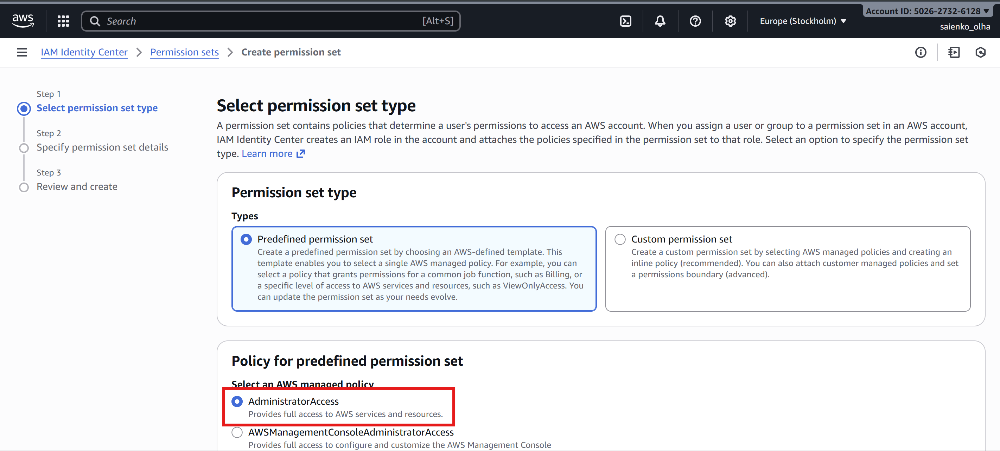 aws
Search
[Alt+S]
Europe (Stockholm)
Account ID: 5026-2732-6128
saienko_olha
IAM Identity Center
Permission sets
Create permission set
Step 1
Select permission set type
Step 2
Specify permission set details
Step 3
Review and create
Select permission set type
A permission set contains policies that determine a user's permissions to access an AWS account. When you assign a user or group to a permission set in an AWS account,
IAM Identity Center creates an IAM role in the account and attaches the policies specified in the permission set to that role. Select an option to specify the permission set
type. Learn more
Permission set type
Types
Predefined permission set
Create a predefined permission set by choosing an AWS-defined template. This
template enables you to select a single AWS managed policy. For example, you can
select a policy that grants permissions for a common job function, such as Billing, or
a specific level of access to AWS services and resources, such as ViewOnlyAccess. You
can update the permission set as your needs evolve.
Custom permission set
Create a custom permission set by selecting AWS managed policies and creating an
inline policy (recommended). You can also attach customer managed policies and set
a permissions boundary (advanced).
Policy for predefined permission set
Select an AWS managed policy
AdministratorAccess
Provides full access to AWS services and resources.
AWSManagementConsoleAdministratorAccess
Provides full access to configure and customize the AWS Management Console